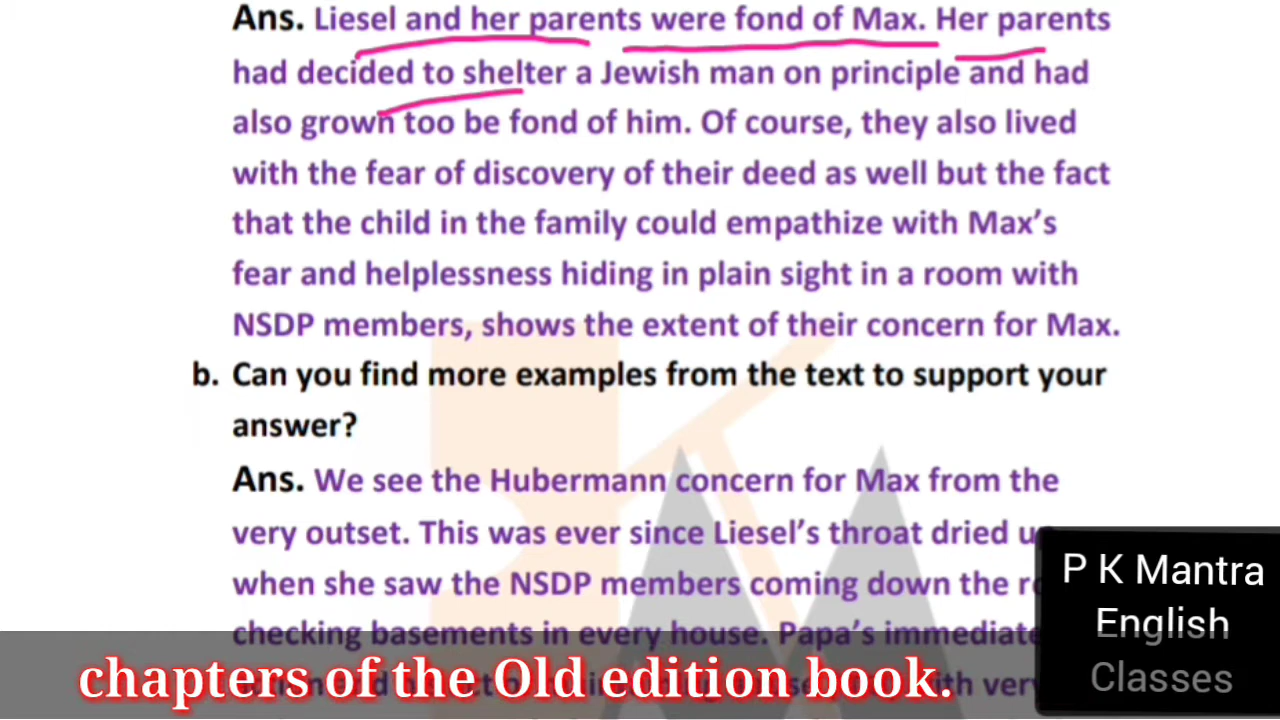 Ans. Liesel and her parents were fond of Max. Her parents
had decided to shelter a Jewish man on principle and had
also grown too be fond of him. Of course, they also lived
with the fear of discovery of their deed as well but the fact
that the child in the family could empathize with Max’s
fear and helplessness hiding in plain sight in a room with
NSDP members, shows the extent of their concern for Max.
b. Can you find more examples from the text to support your
answer?
Ans. We see the Hubermann concern for Max from the
very outset. This was ever since Liesel’s throat dried
when she saw the NSDP members coming down the
checking basements in every house. Papa’s immediate
chapters of the Old edition book.
P K Mantra
English
Classes